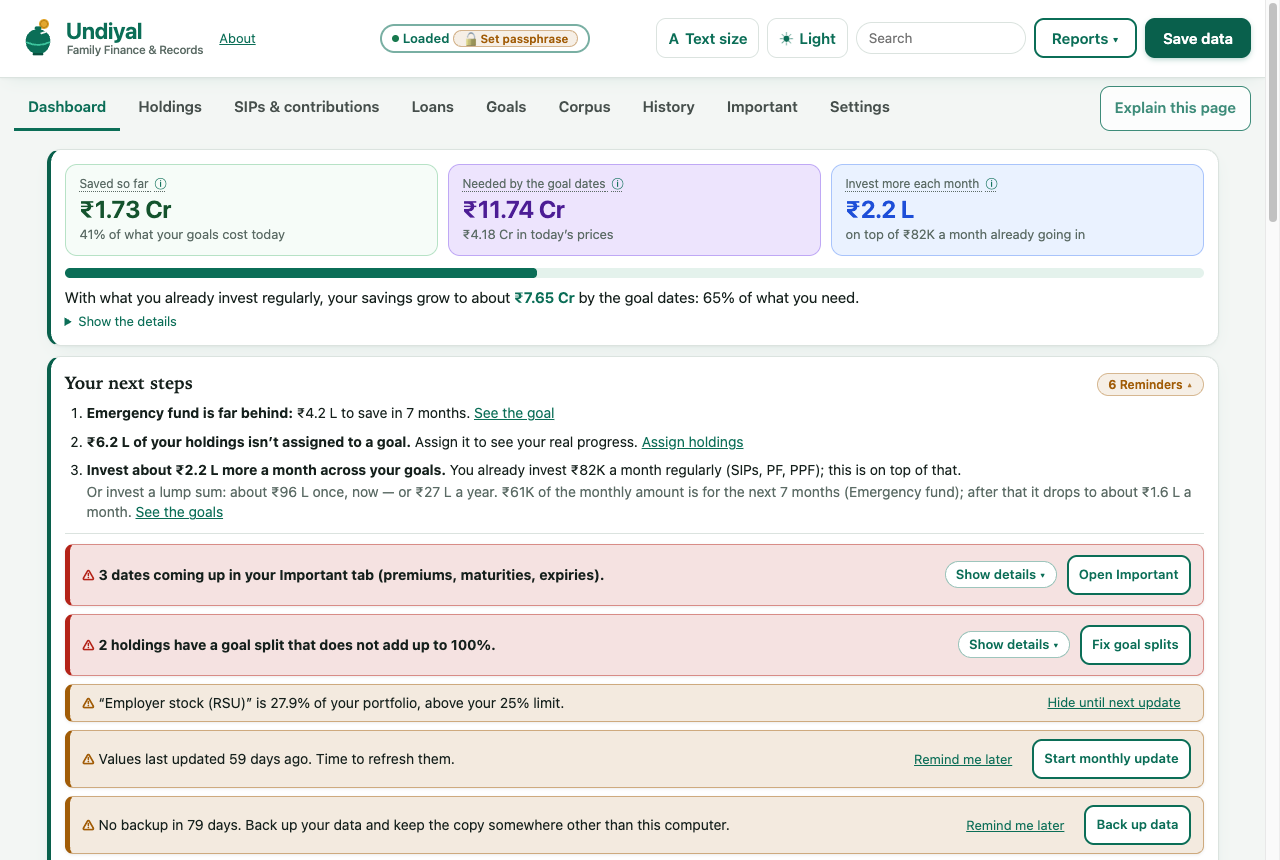 Undiyal
Family Finance & Records
About
Loaded 🔒 Set passphrase
A Text size
☀ Light
Search
Reports ▾
Save data
Dashboard
Holdings
SIPs & contributions
Loans
Goals
Corpus
History
Important
Settings
Explain this page
Saved so far ⓘ
₹1.73 Cr
41% of what your goals cost today
Needed by the goal dates ⓘ
₹11.74 Cr
₹4.18 Cr in today’s prices
Invest more each month ⓘ
₹2.2 L
on top of ₹82K a month already going in
With what you already invest regularly, your savings grow to about ₹7.65 Cr by the goal dates: 65% of what you need.
▶ Show the details
Your next steps
6 Reminders ▴
1. Emergency fund is far behind: ₹4.2 L to save in 7 months. See the goal
2. ₹6.2 L of your holdings isn’t assigned to a goal. Assign it to see your real progress. Assign holdings
3. Invest about ₹2.2 L more a month across your goals. You already invest ₹82K a month regularly (SIPs, PF, PPF); this is on top of that.
Or invest a lump sum: about ₹96 L once, now — or ₹27 L a year. ₹61K of the monthly amount is for the next 7 months (Emergency fund); after that it drops to about ₹1.6 L a
month. See the goals
⚠ 3 dates coming up in your Important tab (premiums, maturities, expiries).
Show details ▾
Open Important
⚠ 2 holdings have a goal split that does not add up to 100%.
Show details ▾
Fix goal splits
⚠ “Employer stock (RSU)” is 27.9% of your portfolio, above your 25% limit.
Hide until next update
⚠ Values last updated 59 days ago. Time to refresh them.
Remind me later
Start monthly update
⚠ No backup in 79 days. Back up your data and keep the copy somewhere other than this computer.
Remind me later
Back up data